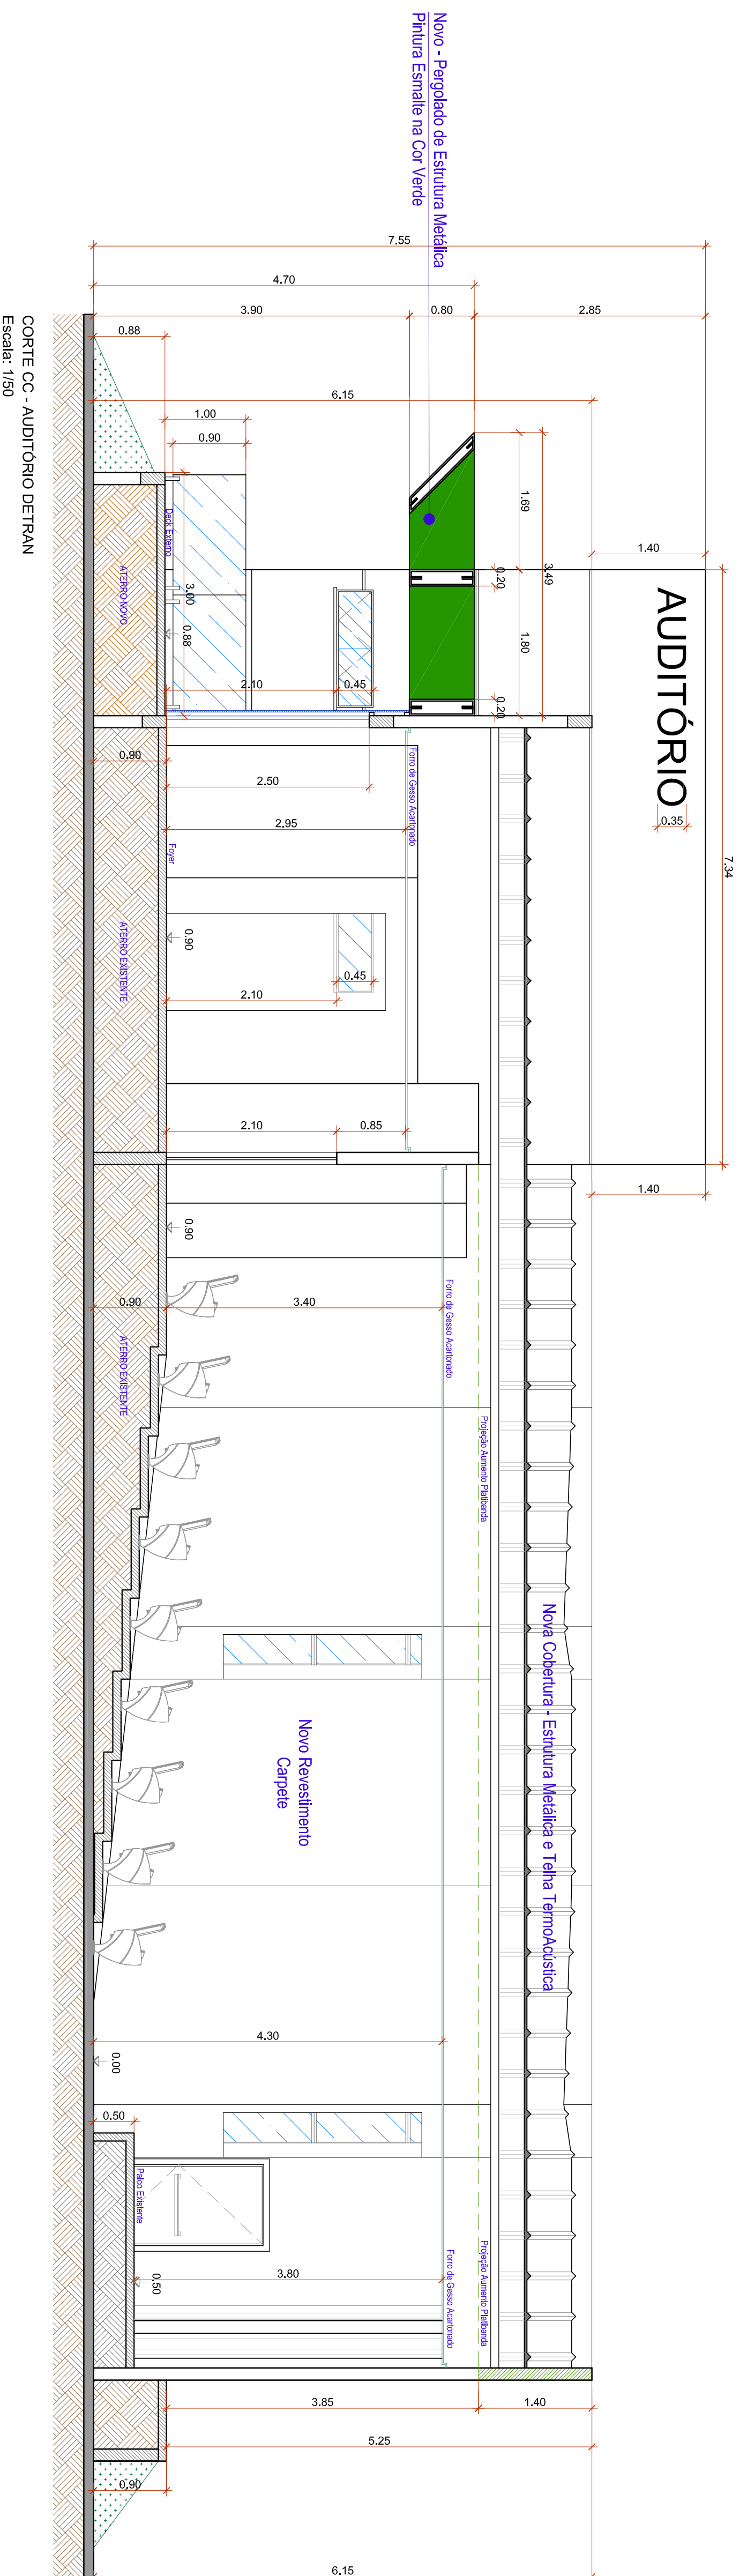 Novo - Pergolado de Estrutura Metálica
Pintura Esmalte na Cor Verde
7.55
4.70
3.90
0.80
2.85
0.88
6.15
1.00
0.90
1.69
3.49
1.40
0.20
1.80
0.20
AUDITÓRIO
0.35
7.34
Deck Externo
3.00
0.88
ATERRO NOVO
2.10
0.45
0.90
2.50
2.95
Forro de Gesso Acartonado
Foyer
0.90
ATERRO EXISTENTE
0.45
2.10
2.10
0.85
1.40
0.90
0.90
3.40
Forro de Gesso Acartonado
ATERRO EXISTENTE
Projeção Aumento Platibanda
Nova Cobertura - Estrutura Metálica e Telha TermoAcústica
Novo Revestimento
Carpete
4.30
0.00
0.50
Palco Existente
0.50
3.80
Forro de Gesso Acartonado
Projeção Aumento Platibanda
3.85
1.40
5.25
0.90
6.15
CORTE CC - AUDITÓRIO DETRAN
Escala: 1/50